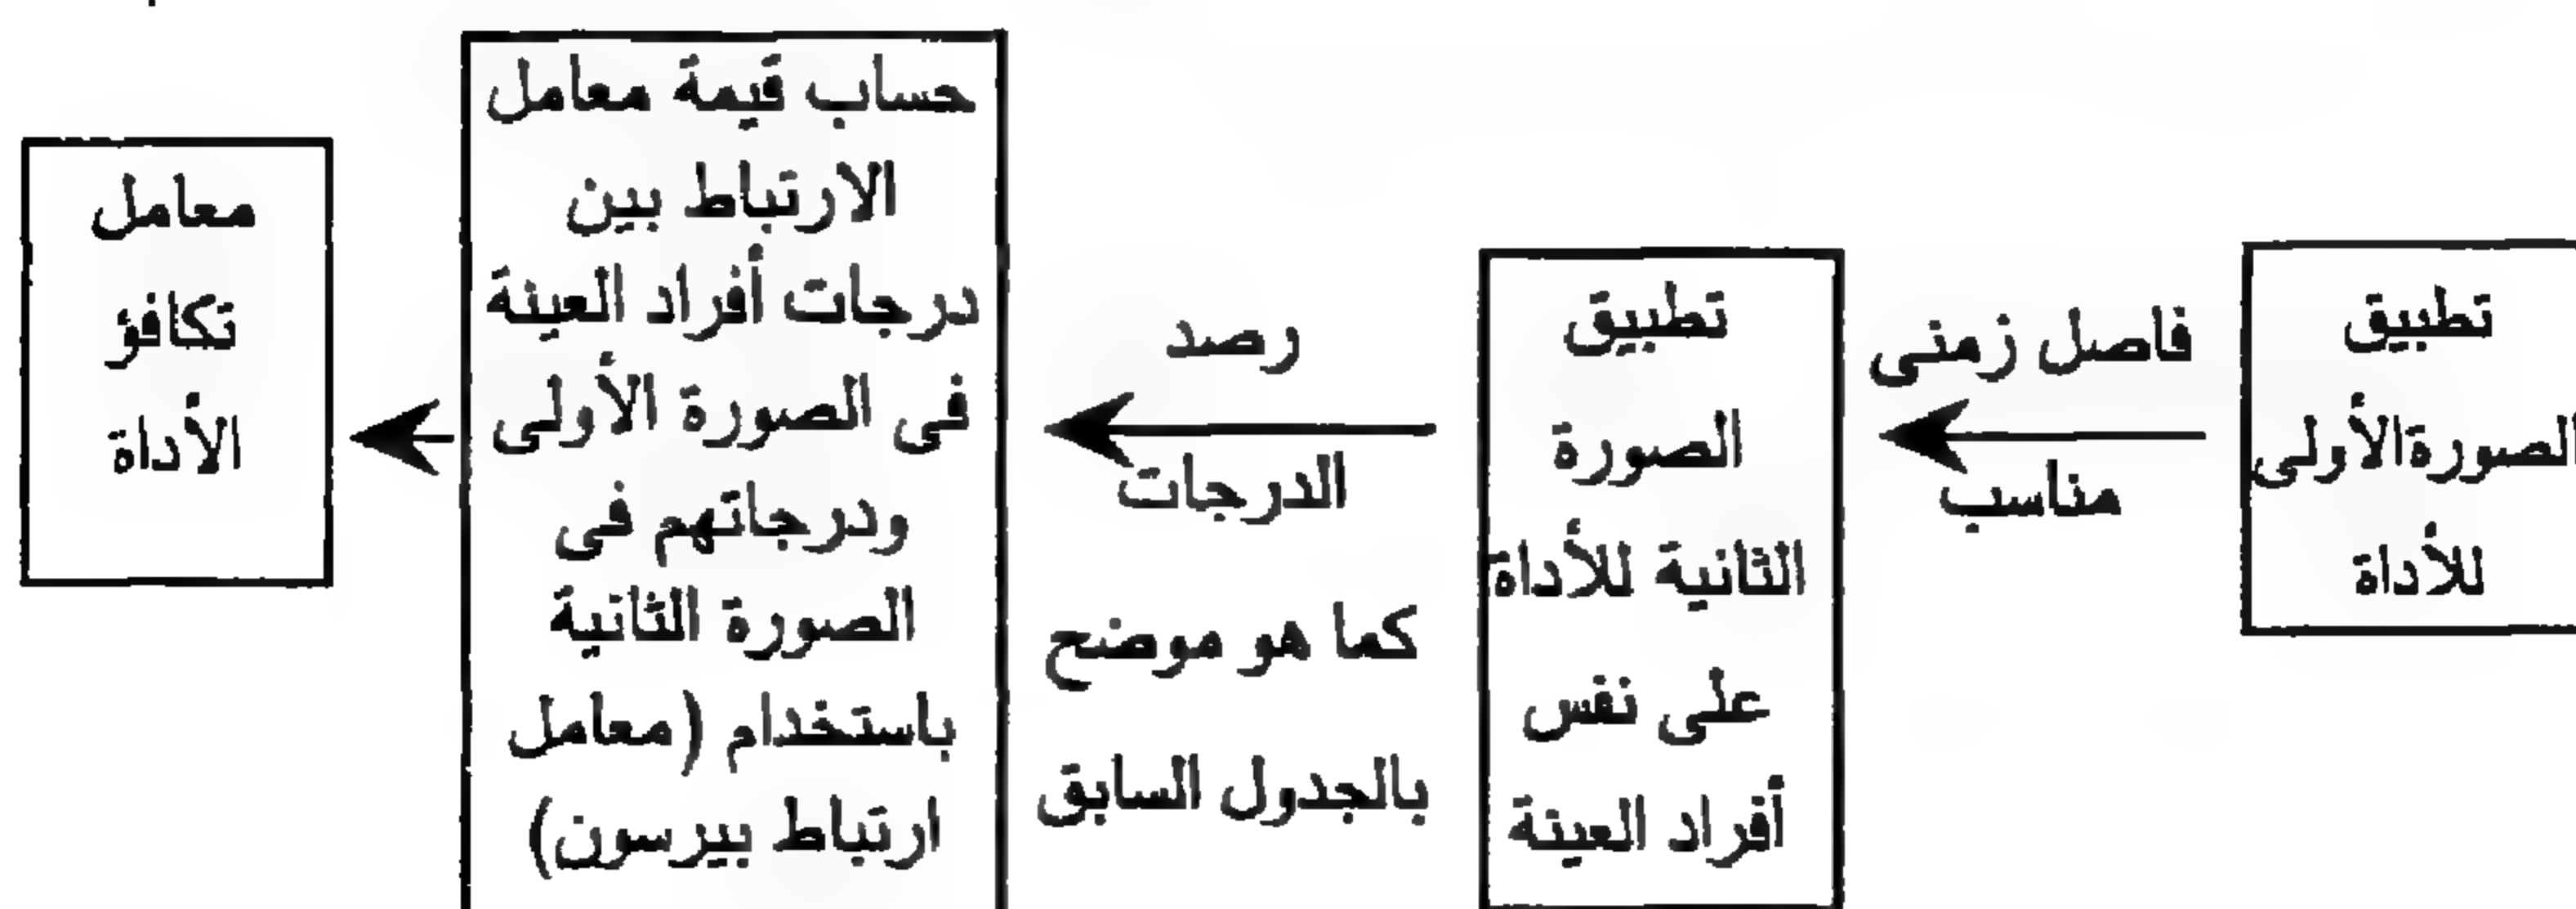 تطبيق
الصورة الأولى
للأداة
فاصل زمنى
مناسب
تطبيق
الصورة
الثانية للأداة
على نفس
أفراد العينة
رصد
الدرجات
كما هو موضح
بالجدول السابق
حساب قيمة معامل
الارتباط بين
درجات أفراد العينة
فى الصورة الأولى
ودرجاتهم فى
الصورة الثانية
باستخدام (معامل
ارتباط بيرسون)
معامل
تكافؤ
الأداة